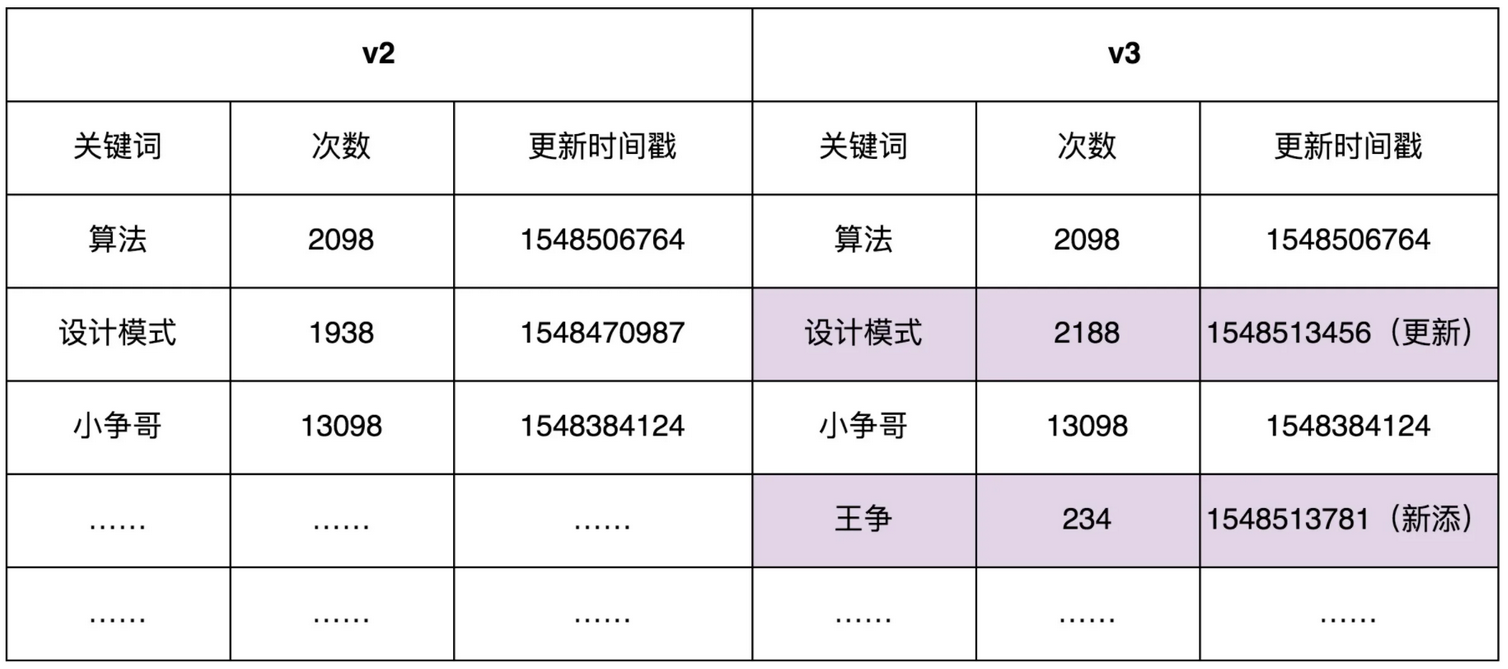 v2 v3
关键词 次数 更新时间戳 关键词 次数 更新时间戳
算法 2098 1548506764 算法 2098 1548506764
设计模式 1938 1548470987 设计模式 2188 1548513456（更新）
小争哥 13098 1548384124 小争哥 13098 1548384124
…… …… …… 王争 234 1548513781（新添）
…… …… …… …… …… ……